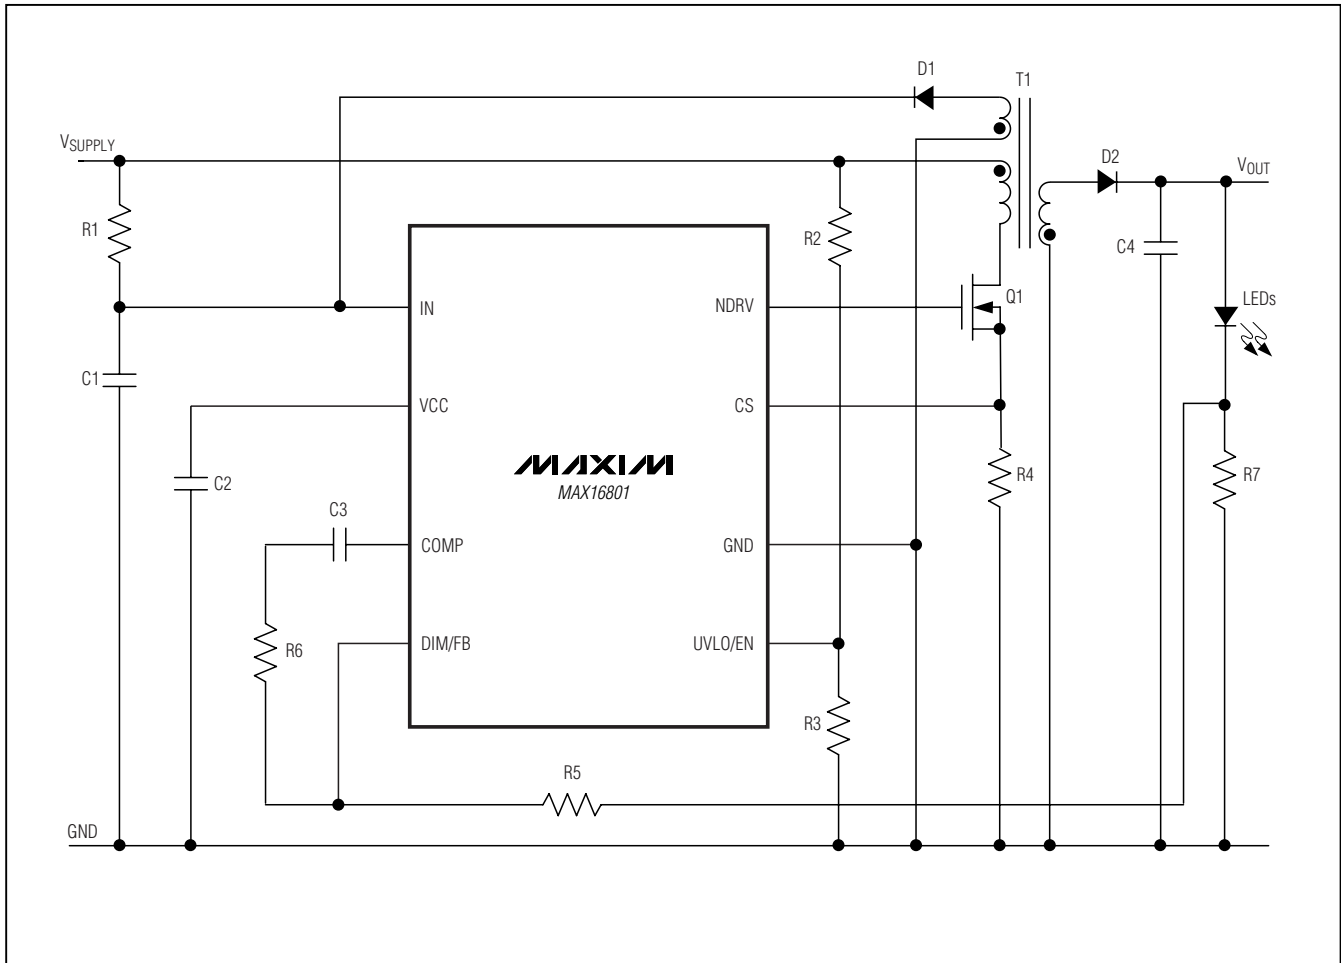 D1
T1
VSUPPLY
D2
VOUT
R1
R2
C4
IN
NDRV
Q1
LEDs
C1
VCC
CS
MAXIM
MAX16801
R4
R7
C2
C3
COMP
GND
R6
DIM/FB
UVLO/EN
R3
R5
GND